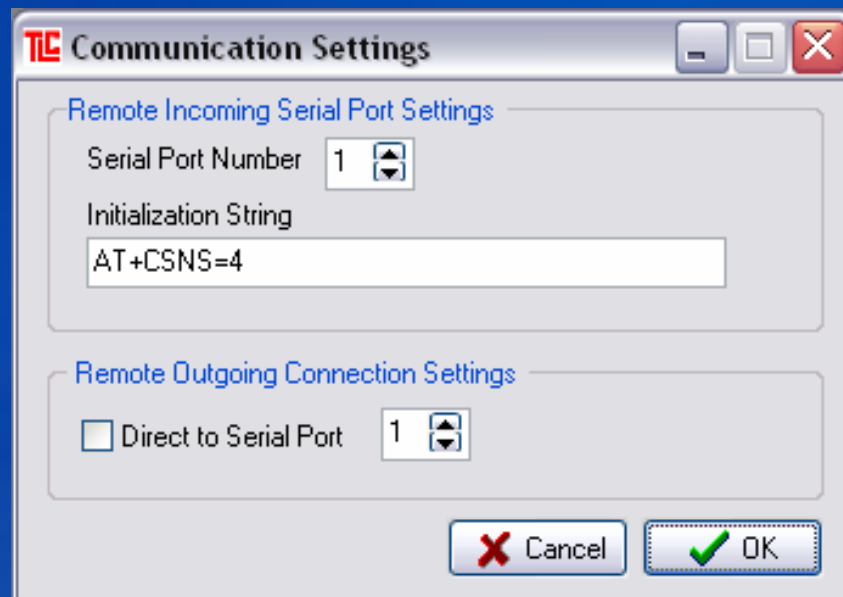 TLC Communication Settings
Remote Incoming Serial Port Settings
Serial Port Number 1
Initialization String
AT+CSNS=4
Remote Outgoing Connection Settings
Direct to Serial Port 1
Cancel OK